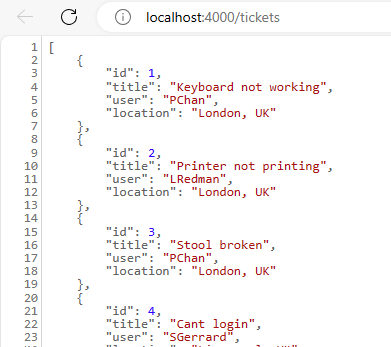 localhost:4000/tickets
1 [
2 {
3 "id": 1,
4 "title": "Keyboard not working",
5 "user": "PChan",
6 "location": "London, UK"
7 },
8 {
9 "id": 2,
10 "title": "Printer not printing",
11 "user": "LRedman",
12 "location": "London, UK"
13 },
14 {
15 "id": 3,
16 "title": "Stool broken",
17 "user": "PChan",
18 "location": "London, UK"
19 },
20 {
21 "id": 4,
22 "title": "Cant login",
23 "user": "SGerrard",